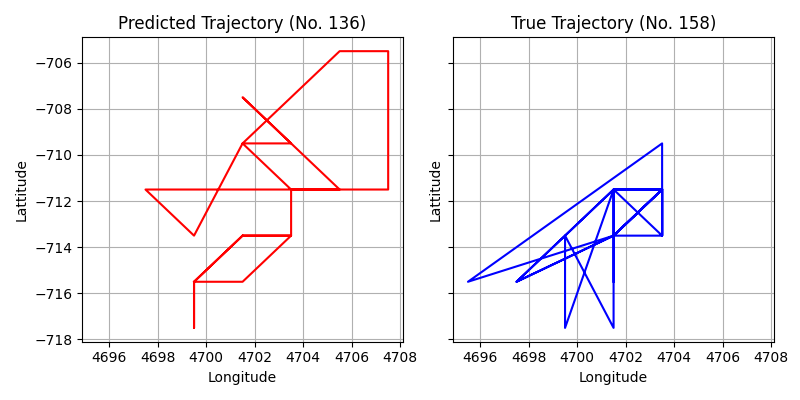 Predicted Trajectory (No. 136)
True Trajectory (No. 158)
Lattitude
−706
−708
−710
−712
−714
−716
−718
4696 4698 4700 4702 4704 4706 4708
Longitude
Lattitude
4696 4698 4700 4702 4704 4706 4708
Longitude